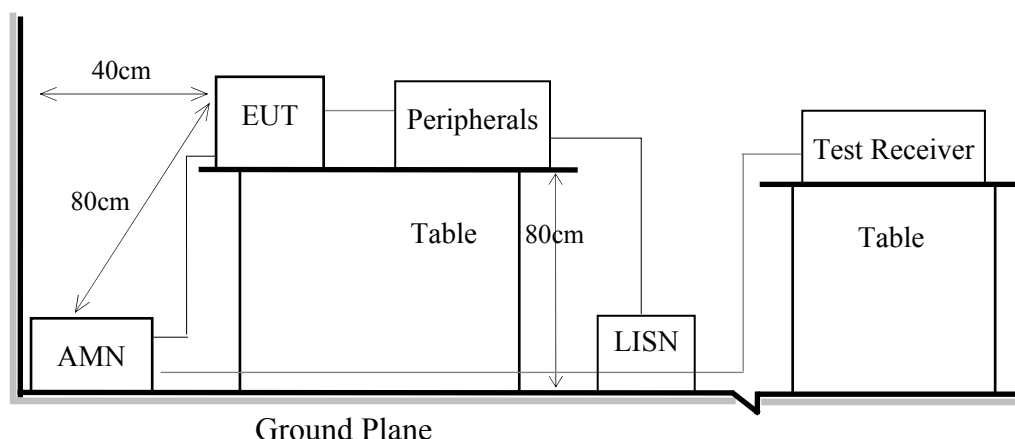 40cm
EUT
Peripherals
Test Receiver
80cm
Table
80cm
Table
AMN
LISN
Ground Plane